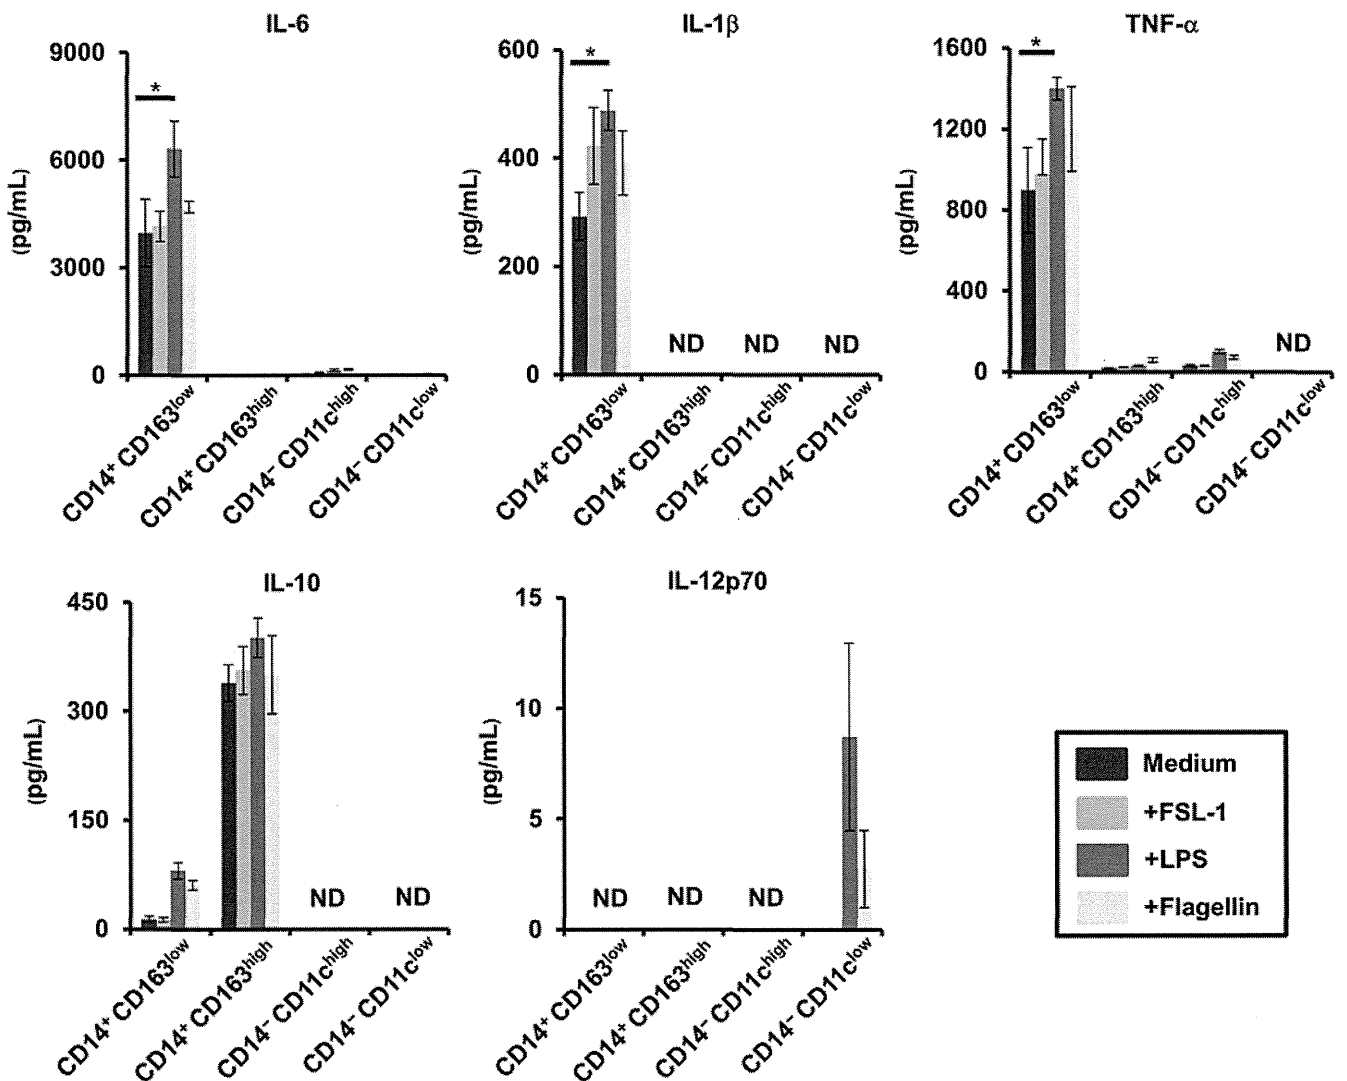 IL-6
9000
6000
3000
0
(pg/mL)
*
CD14⁺ CD163ˡᵒʷ
CD14⁺ CD163ʰⁱᵍʰ
CD14⁻ CD11cʰⁱᵍʰ
CD14⁻ CD11cˡᵒʷ
IL-1β
600
400
200
0
(pg/mL)
*
ND
ND
ND
CD14⁺ CD163ˡᵒʷ
CD14⁺ CD163ʰⁱᵍʰ
CD14⁻ CD11cʰⁱᵍʰ
CD14⁻ CD11cˡᵒʷ
TNF-α
1600
1200
800
400
0
(pg/mL)
*
ND
CD14⁺ CD163ˡᵒʷ
CD14⁺ CD163ʰⁱᵍʰ
CD14⁻ CD11cʰⁱᵍʰ
CD14⁻ CD11cˡᵒʷ
IL-10
450
300
150
0
(pg/mL)
ND
ND
CD14⁺ CD163ˡᵒʷ
CD14⁺ CD163ʰⁱᵍʰ
CD14⁻ CD11cʰⁱᵍʰ
CD14⁻ CD11cˡᵒʷ
IL-12p70
15
10
5
0
(pg/mL)
ND
ND
ND
CD14⁺ CD163ˡᵒʷ
CD14⁺ CD163ʰⁱᵍʰ
CD14⁻ CD11cʰⁱᵍʰ
CD14⁻ CD11cˡᵒʷ
Medium
+FSL-1
+LPS
+Flagellin